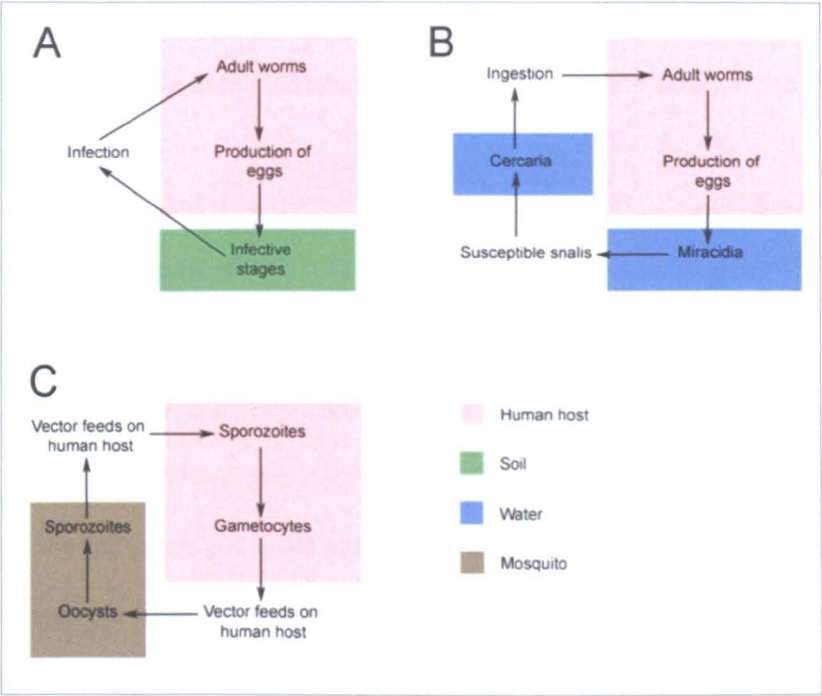 A
Adult worms
Infection
Production of
eggs
Infective
stages
B
Ingestion
Adult worms
Cercaria
Production of
eggs
Susceptible snalis
Miracidia
C
Vector feeds on
human host
Sporozoites
Sporozoites
Gametocytes
Oocysts
Vector feeds on
human host
Human host
Soil
Water
Mosquito